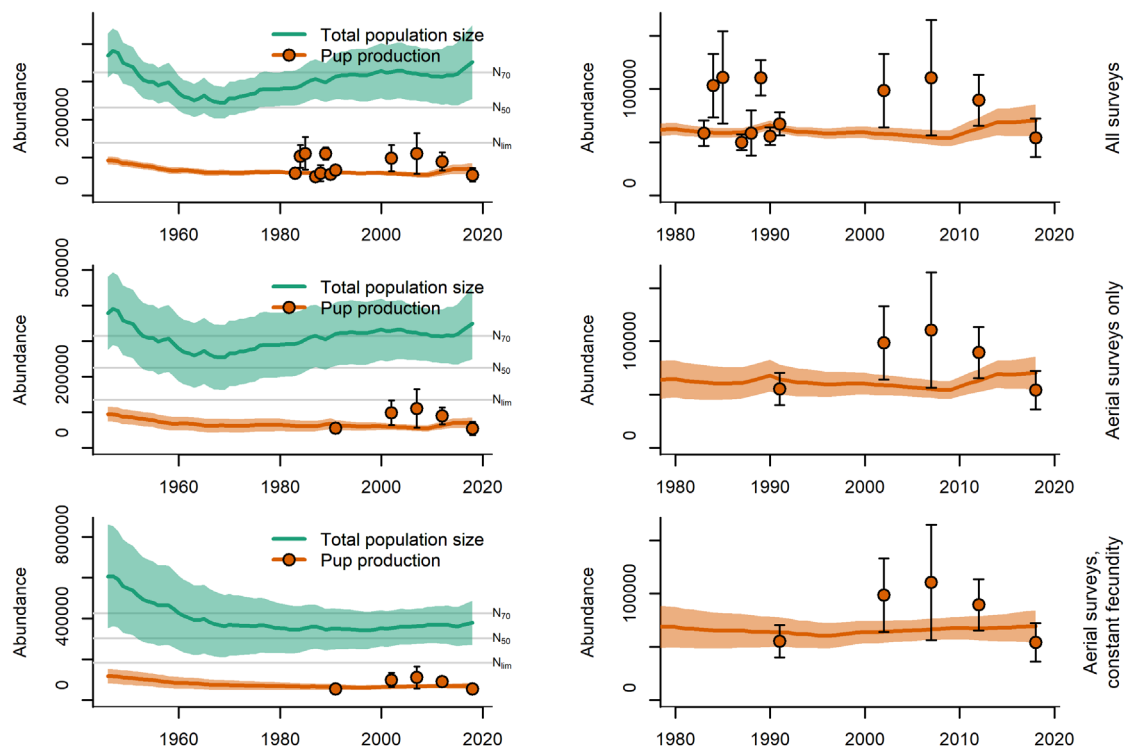 Abundance
0
200000
Total population size
Pup production
N70
N50
Nlim
1960
1980
2000
2020
Abundance
0
100000
1980
1990
2000
2010
2020
All surveys
Abundance
0
200000
500000
Total population size
Pup production
N70
N50
Nlim
1960
1980
2000
2020
Abundance
0
100000
1980
1990
2000
2010
2020
Aerial surveys only
Abundance
0
400000
800000
Total population size
Pup production
N70
N50
Nlim
1960
1980
2000
2020
Abundance
0
100000
1980
1990
2000
2010
2020
Aerial surveys,
constant fecundity